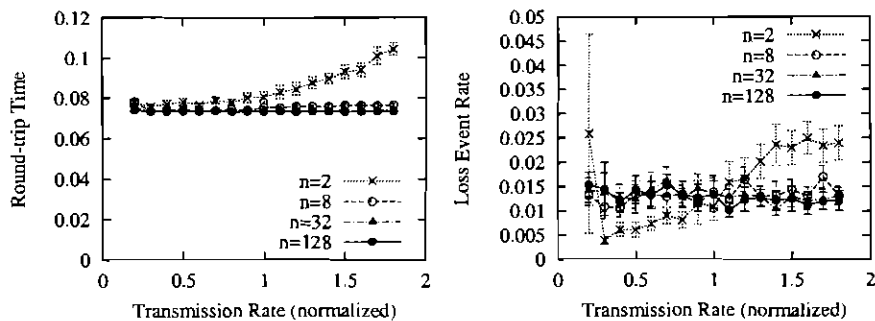 0.12
0.1
0.08
0.06
0.04
0.02
0
Round-trip Time
n=2
n=8
n=32
n=128
0
0.5
1
1.5
2
Transmission Rate (normalized)
0.05
0.045
0.04
0.035
0.03
0.025
0.02
0.015
0.01
0.005
0
Loss Event Rate
n=2
n=8
n=32
n=128
0
0.5
1
1.5
2
Transmission Rate (normalized)